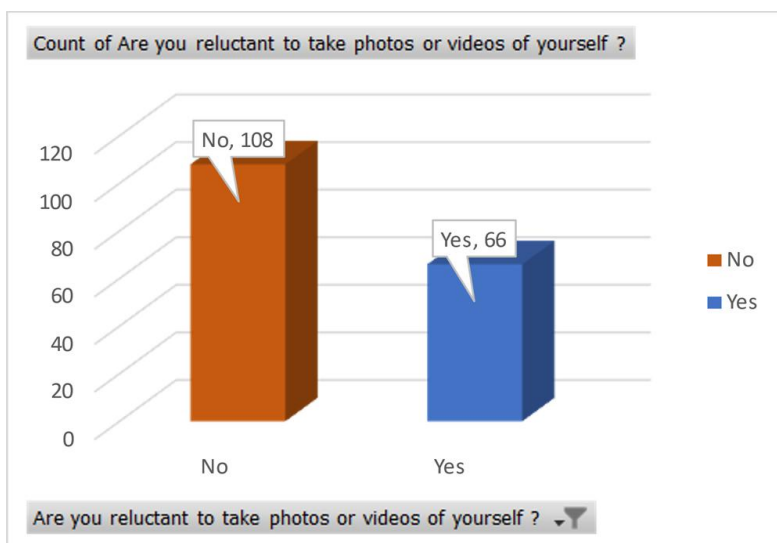 Count of Are you reluctant to take photos or videos of yourself ?
120
100
80
60
40
20
0
No, 108
Yes, 66
No
Yes
No
Yes
Are you reluctant to take photos or videos of yourself ?